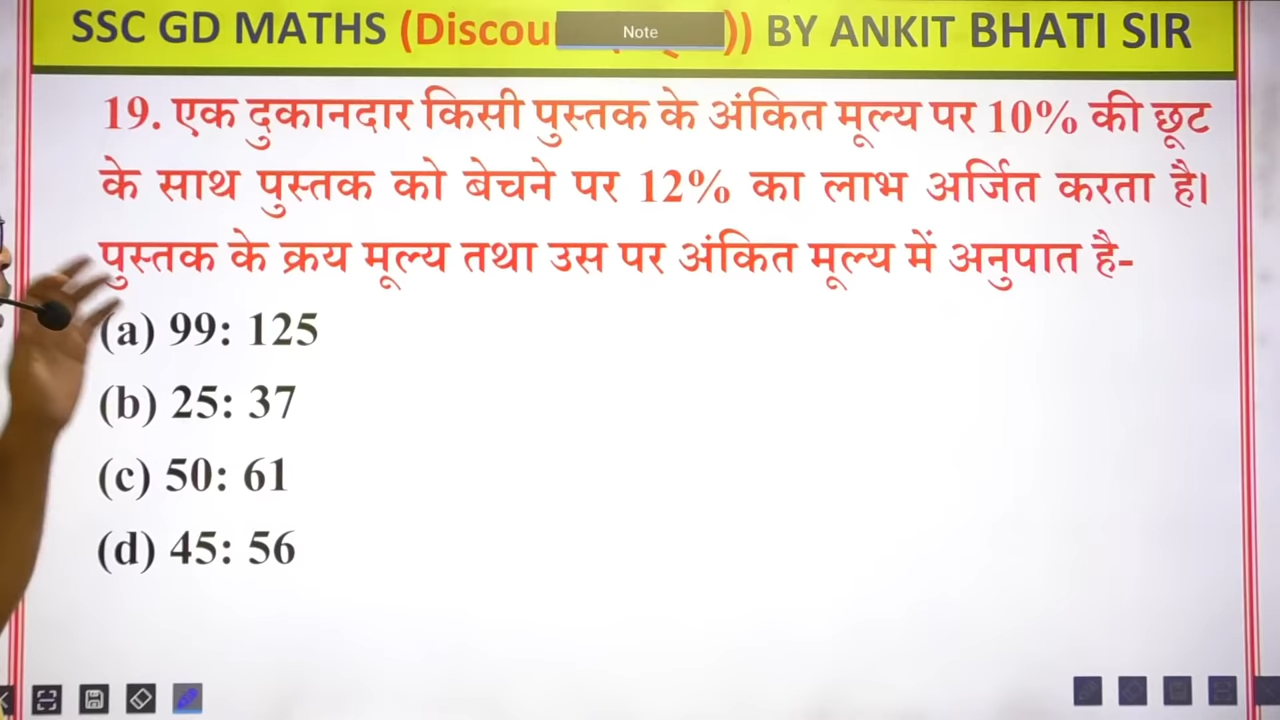 SSC GD MATHS (Discou )) BY ANKIT BHATI SIR
Note
19. एक दुकानदार किसी पुस्तक के अंकित मूल्य पर 10% की छूट
के साथ पुस्तक को बेचने पर 12% का लाभ अर्जित करता है।
पुस्तक के क्रय मूल्य तथा उस पर अंकित मूल्य में अनुपात है-
(a) 99: 125
(b) 25: 37
(c) 50: 61
(d) 45: 56